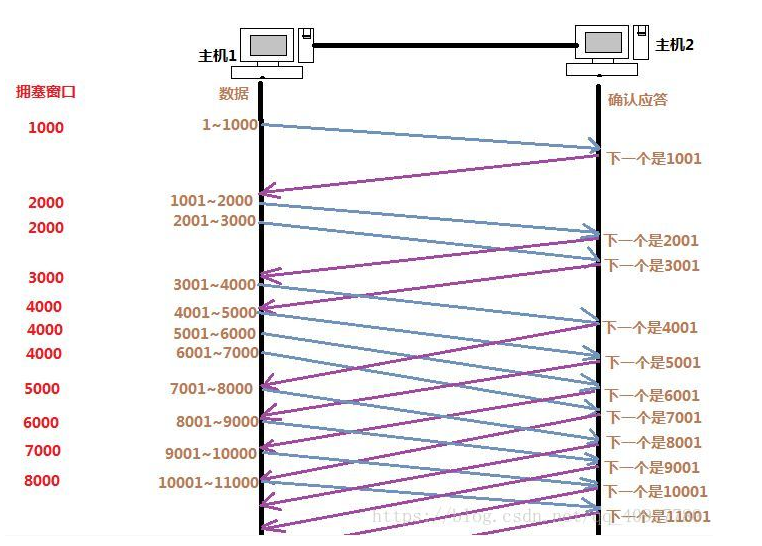 主机1
主机2
拥塞窗口
数据
确认应答
1000
1~1000
下一个是1001
2000
1001~2000
2000
2001~3000
下一个是2001
下一个是3001
3000
3001~4000
4000
4001~5000
下一个是4001
4000
5001~6000
4000
6001~7000
下一个是5001
5000
7001~8000
下一个是6001
6000
8001~9000
下一个是7001
下一个是8001
7000
9001~10000
下一个是9001
8000
10001~11000
下一个是10001
下一个是11001